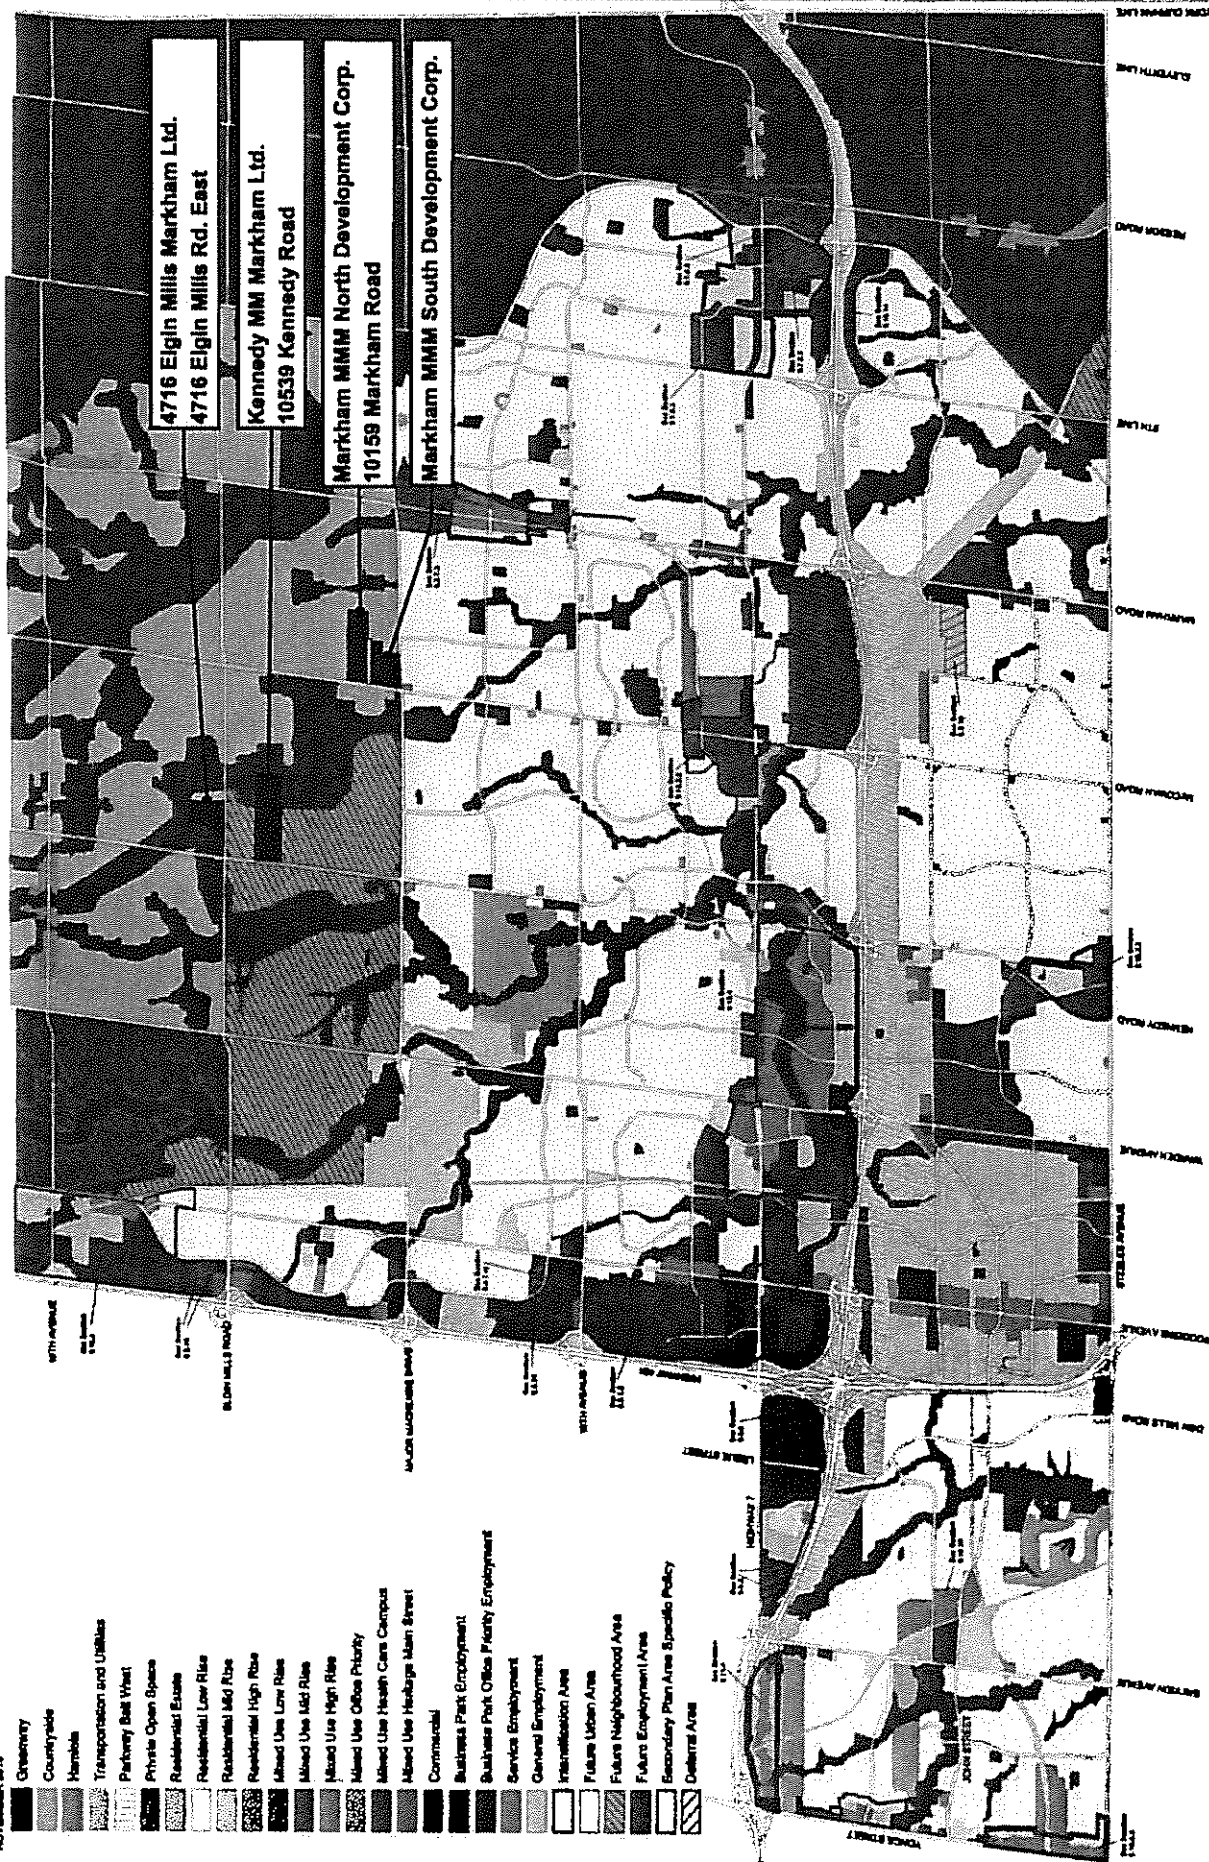 4716 Elgin Mills Markham Ltd.
4716 Elgin Mills Rd. East
Kennedy MM Markham Ltd.
10539 Kennedy Road
Markham MMM North Development Corp.
10159 Markham Road
Markham MMM South Development Corp.
Greenway
Countryside
Hamlets
Transportation and Utilities
Parkway Belt West
Private Open Space
Residential Estate
Residential Low Rise
Residential Mid Rise
Residential High Rise
Mixed Use Low Rise
Mixed Use Mid Rise
Mixed Use High Rise
Mixed Use Office Priority
Mixed Use Health Care Campus
Mixed Use Heritage Main Street
Commercial
Business Park Employment
Business Park Office Priority Employment
Service Employment
General Employment
Intensification Area
Future Urban Area
Future Neighbourhood Area
Future Employment Area
Secondary Plan Area Specific Policy
Deferral Area
19TH AVENUE
ELGIN MILLS ROAD
MAJOR MACKENZIE DRIVE
16TH AVENUE
HIGHWAY 7
LESLIE STREET
JOHN STREET
YONGE STREET
BAYVIEW AVENUE
DON MILLS ROAD
WOODBINE AVENUE
STEELES AVENUE
WARDEN AVENUE
KENNEDY ROAD
McCOWAN ROAD
MARKHAM ROAD
9TH LINE
REESOR ROAD
ELEVENTH LINE
YORK DURHAM LINE